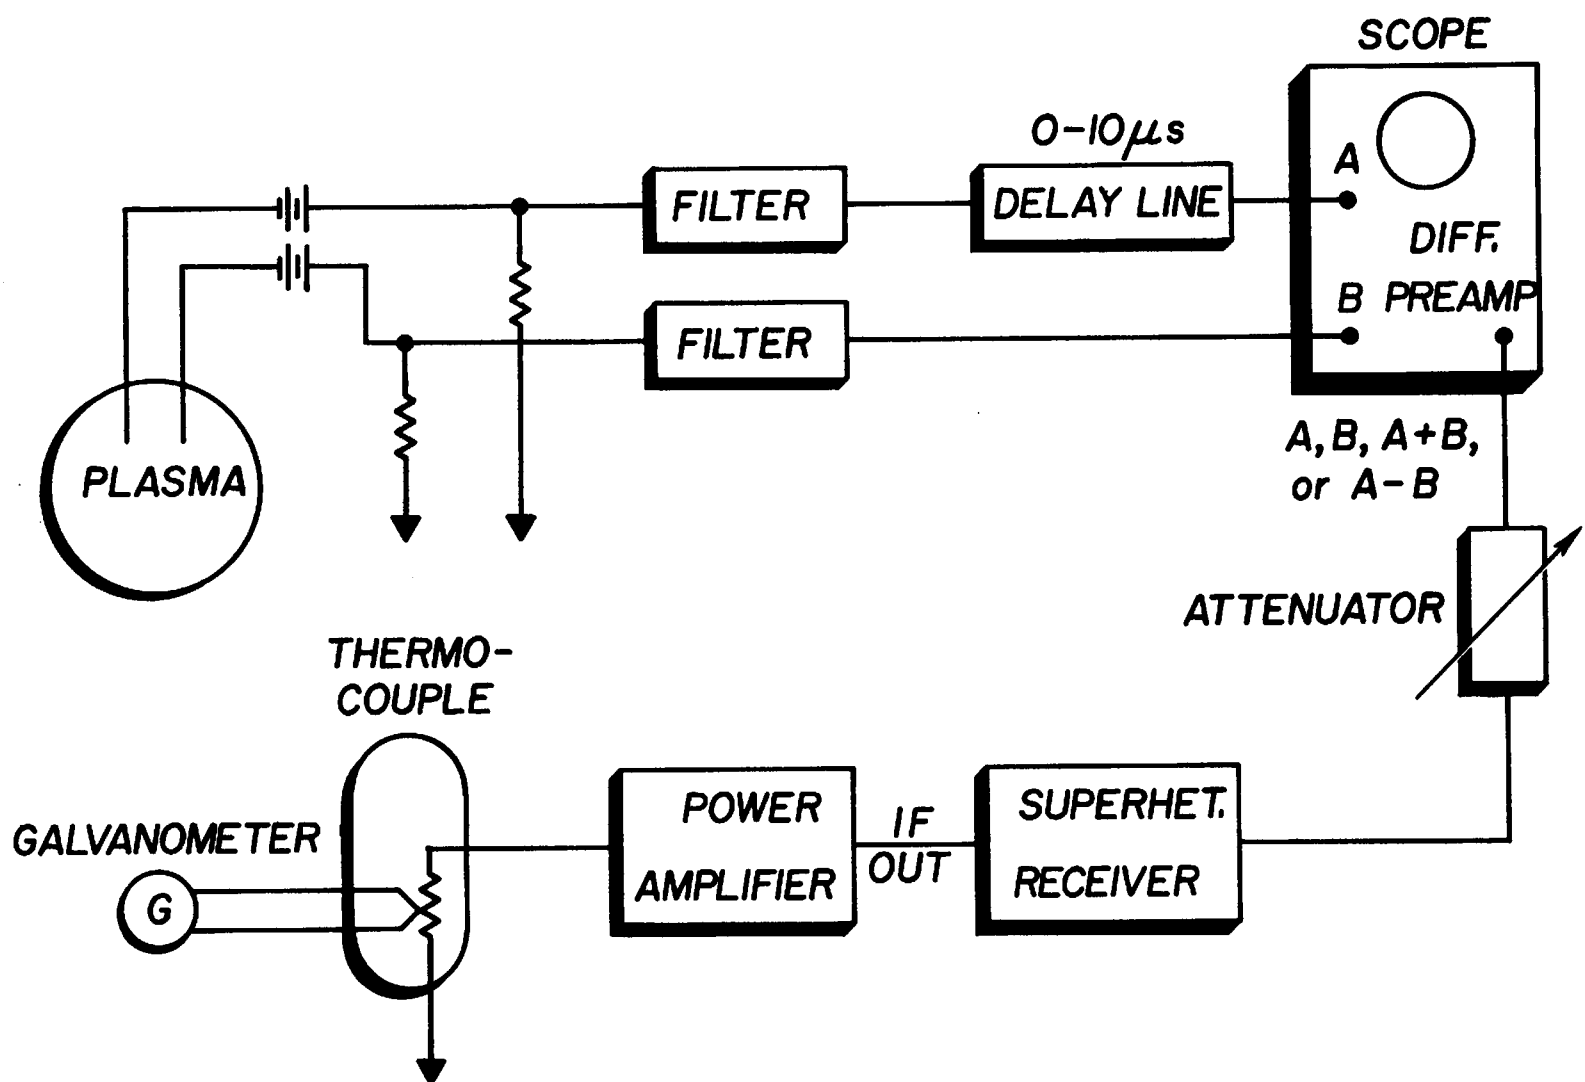 SCOPE
0-10μs
A
FILTER
DELAY LINE
DIFF.
B PREAMP
FILTER
A, B, A+B,
or A-B
PLASMA
ATTENUATOR
THERMO-
COUPLE
POWER
AMPLIFIER
IF
OUT
SUPERHET.
RECEIVER
GALVANOMETER
G